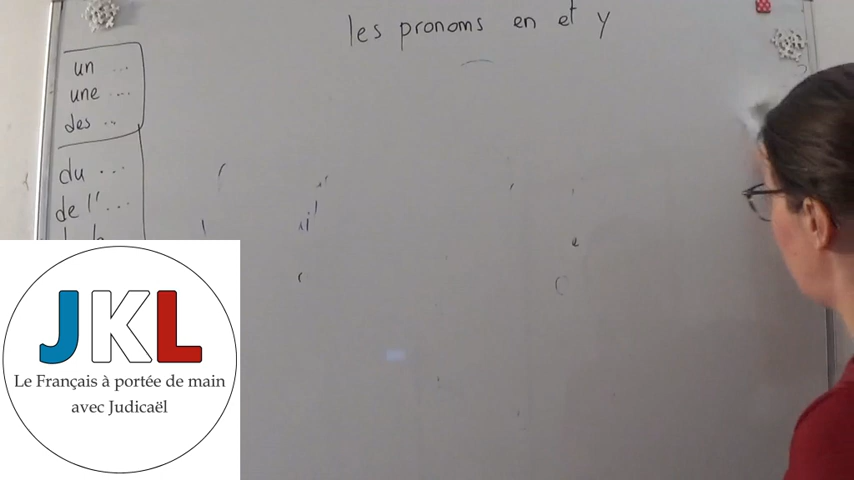 les pronoms en et y
un ...
une ...
des ...
du ...
de l'...
JKL
Le Français à portée de main
avec Judicaël